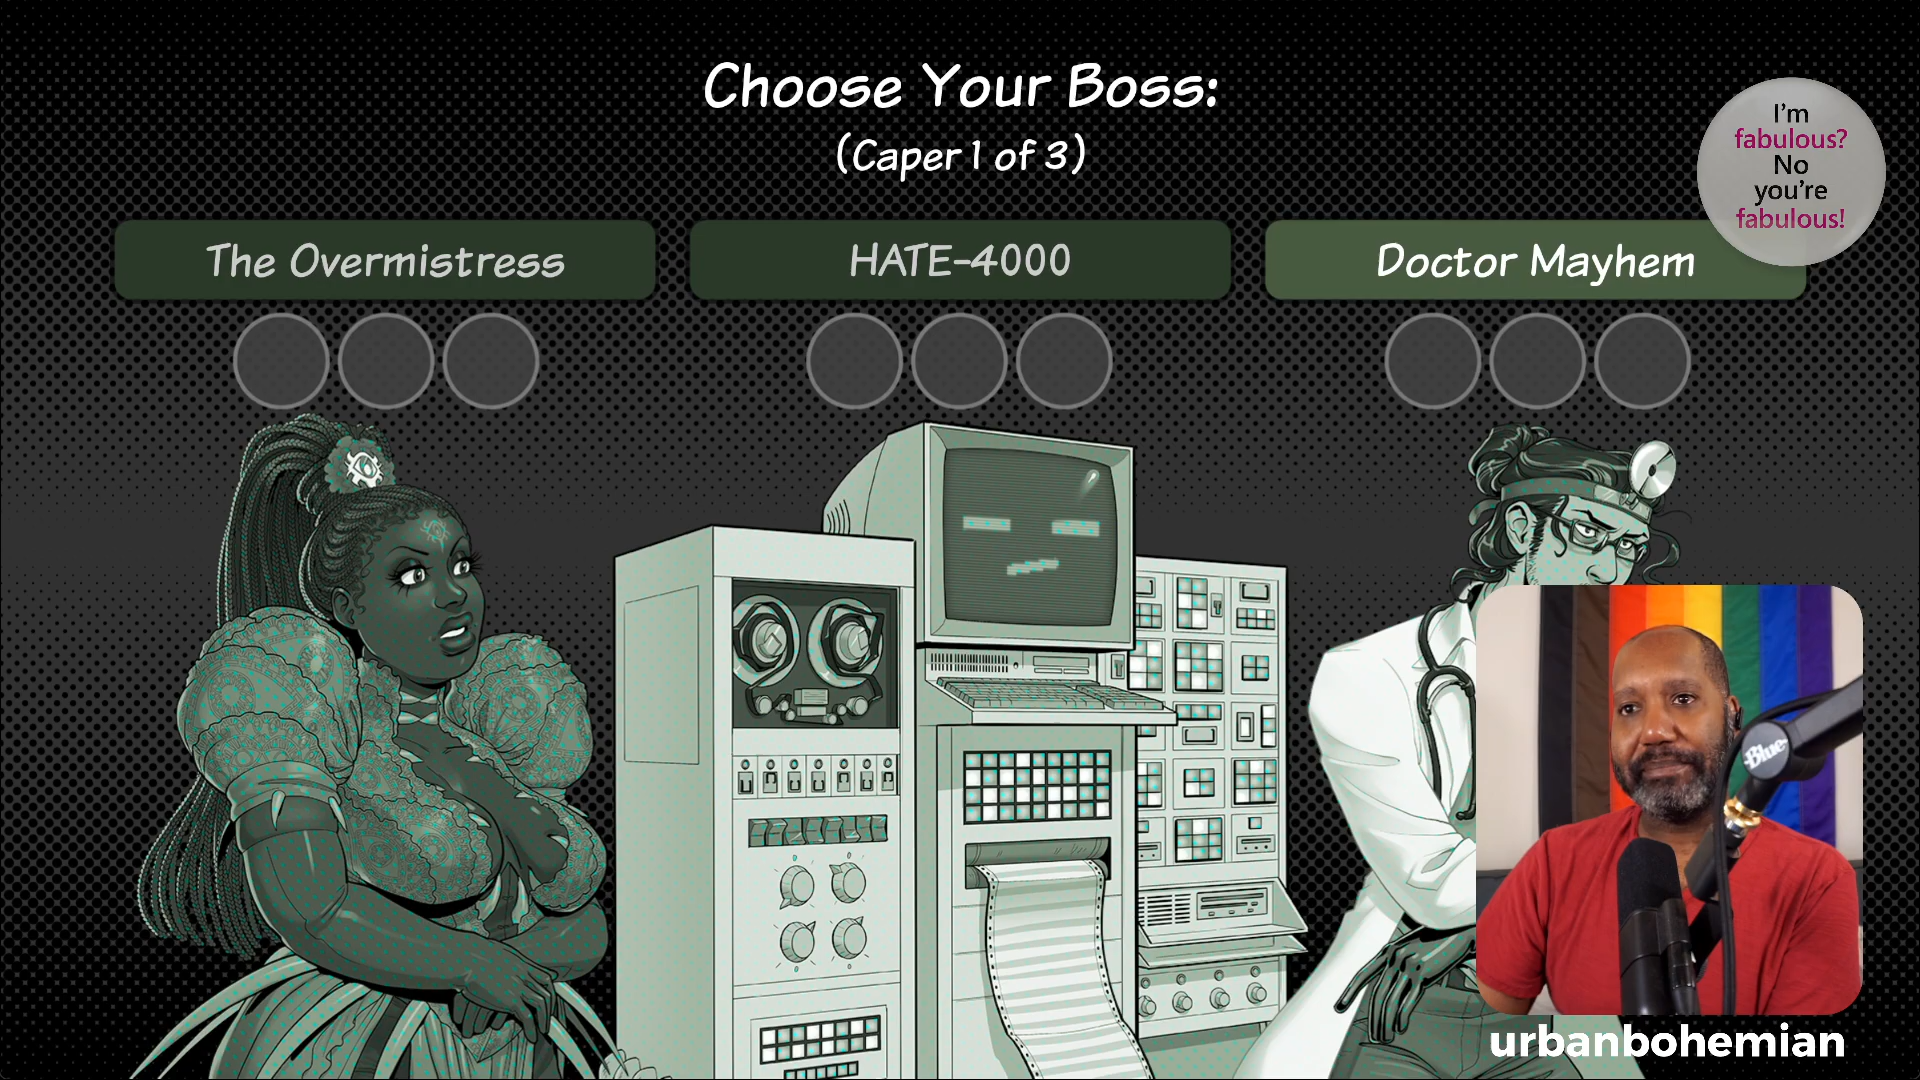 Choose Your Boss:
(Caper 1 of 3)
I'm
fabulous?
No
you're
fabulous!
The Overmistress
HATE-4000
Doctor Mayhem
Blue
urbanbohemian